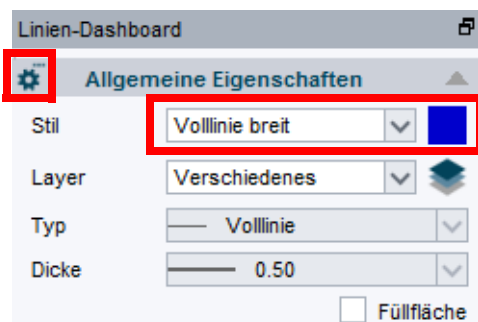 Linien-Dashboard
Allgemeine Eigenschaften
Stil Volllinie breit
Layer Verschiedenes
Typ Volllinie
Dicke 0.50
Füllfläche